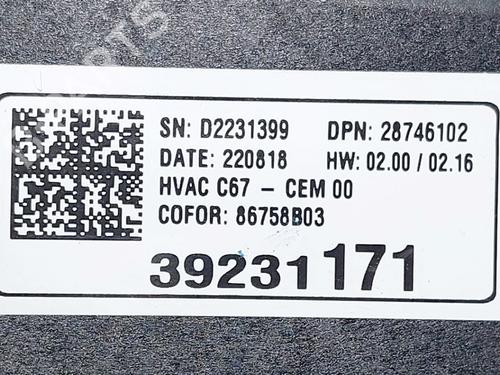 SN: D2231399 DPN: 28746102
DATE: 220818 HW: 02.00 / 02.16
HVAC C67 - CEM 00
COFOR: 86758B03
39231171